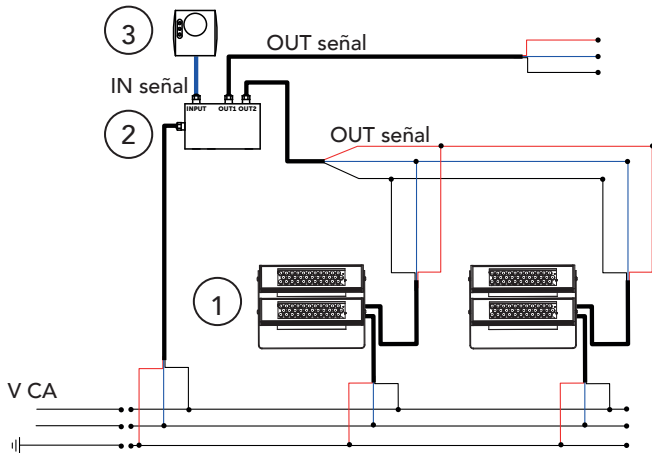 3
OUT señal
IN señal
INPUT OUT1 OUT2
2
OUT señal
1
V CA